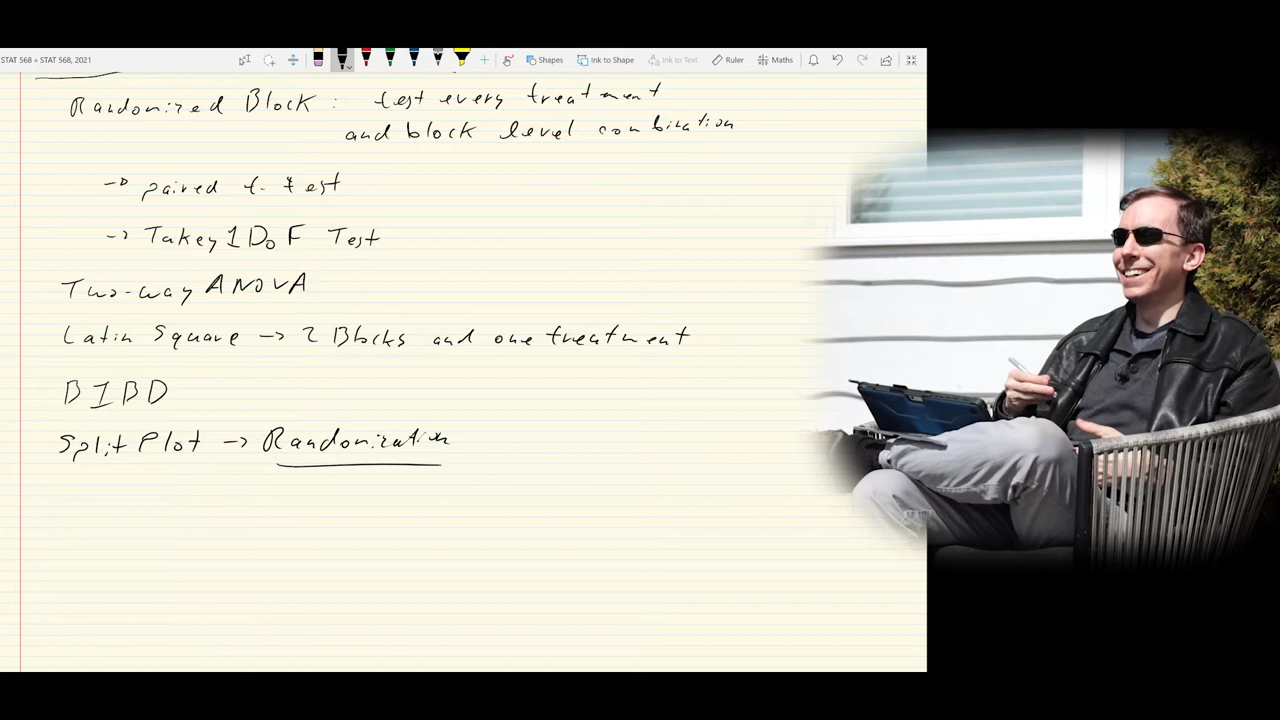 STAT 568 » STAT 568, 2021
Shapes
Ink to Shape
Ink to Text
Ruler
Maths
Randomized Block : test every treatment
and block level combination
→ paired t-test
→ Tukey 1DoF Test
Two-way ANOVA
Latin Square → 2 Blocks and one treatment
BIBD
Split Plot → Randomization